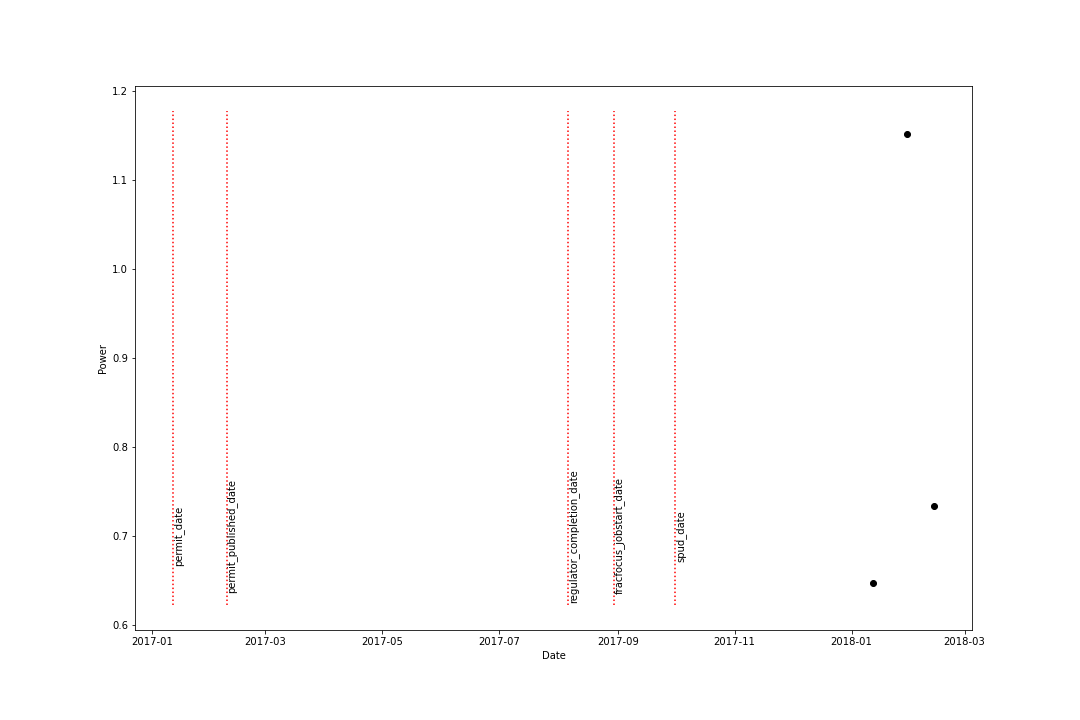 1.2
1.1
1.0
0.9
0.8
0.7
0.6
Power
permit_date
permit_published_date
regulator_completion_date
fracfocus_jobstart_date
spud_date
2017-01
2017-03
2017-05
2017-07
2017-09
2017-11
2018-01
2018-03
Date